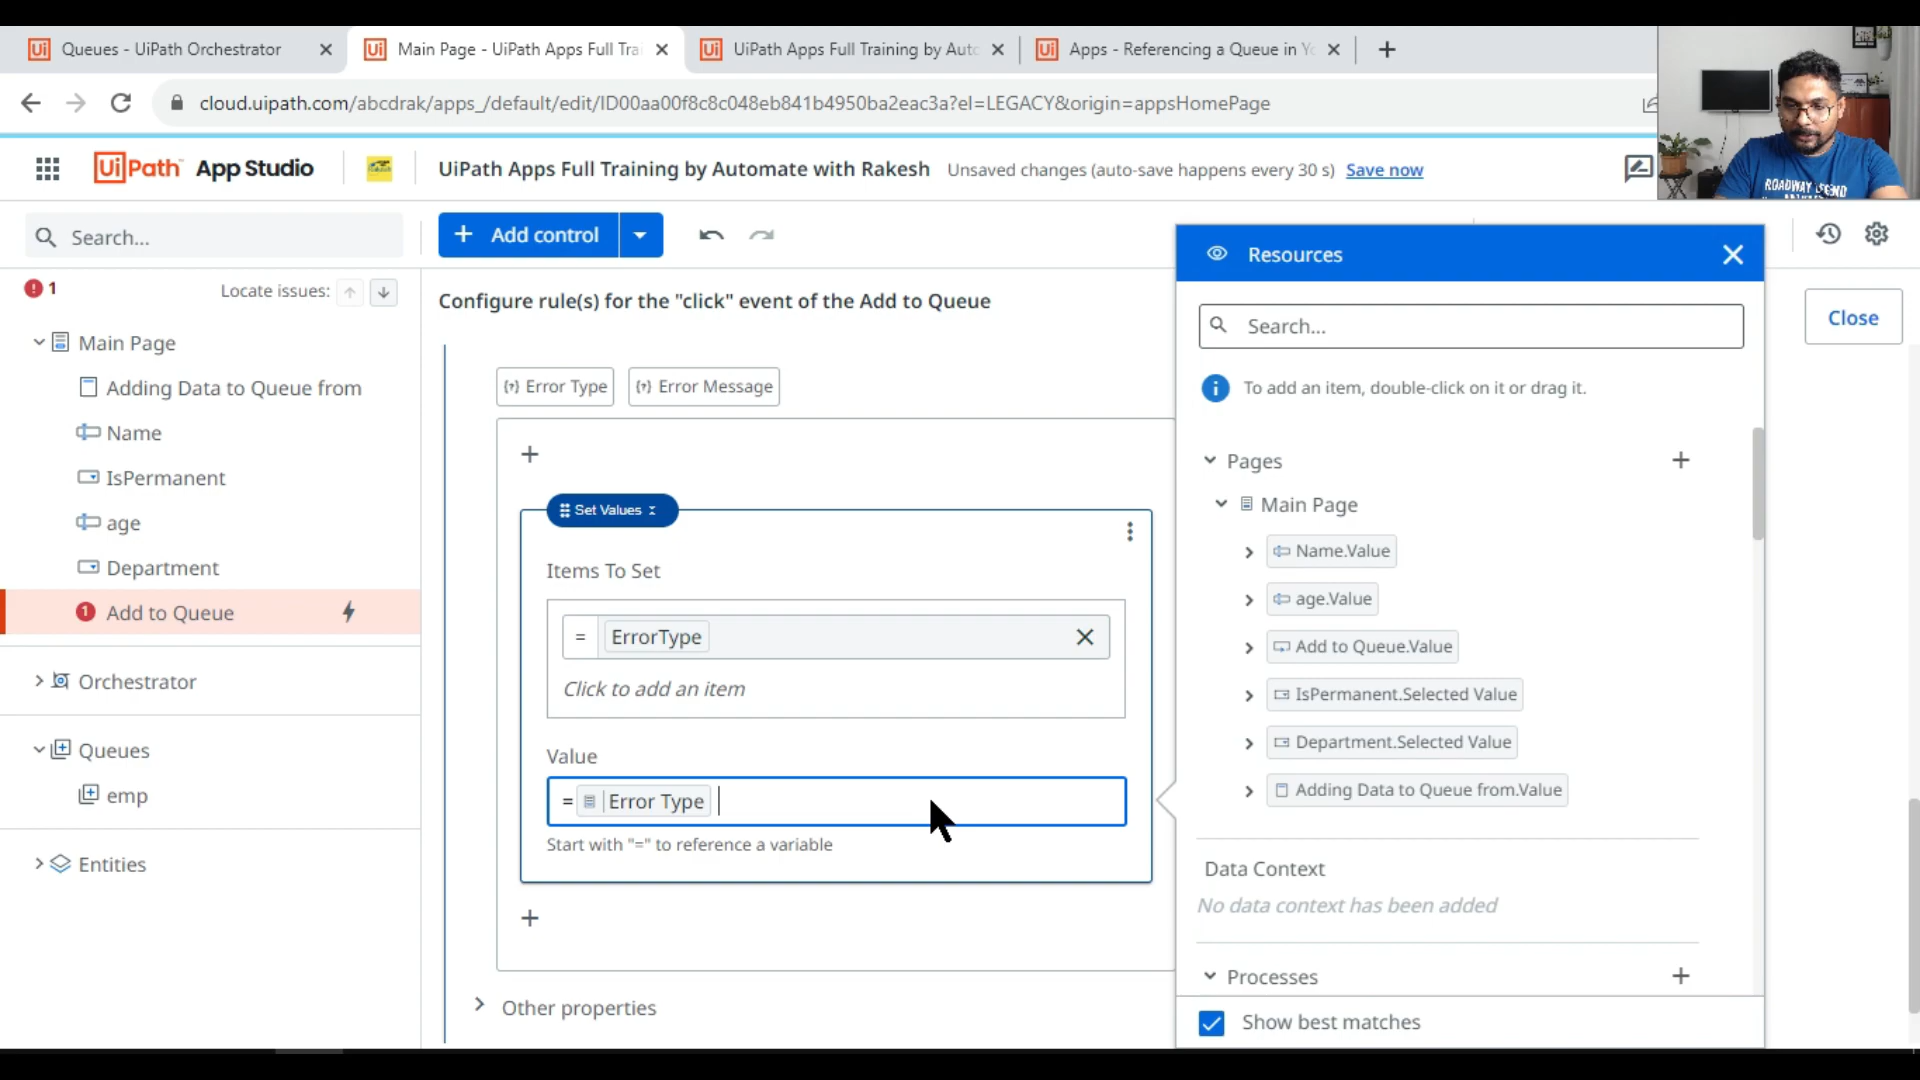 Queues - UiPath Orchestrator
Main Page - UiPath Apps Full Tra
UiPath Apps Full Training by Auto
Apps - Referencing a Queue in Yo
cloud.uipath.com/abcdrak/apps_/default/edit/ID00aa00f8c8c048eb841b4950ba2eac3a?el=LEGACY&origin=appsHomePage
UiPath App Studio
UiPath Apps Full Training by Automate with Rakesh
Unsaved changes (auto-save happens every 30 s) Save now
ROADWAY LEGEND
Search...
+ Add control
Resources
1
Locate issues:
Configure rule(s) for the "click" event of the Add to Queue
Search...
Close
Main Page
Adding Data to Queue from
Name
IsPermanent
age
Department
1 Add to Queue
Orchestrator
Queues
emp
Entities
Error Type
Error Message
Set Values
Items To Set
= ErrorType
Click to add an item
Value
= Error Type
Start with "=" to reference a variable
Other properties
To add an item, double-click on it or drag it.
Pages
Main Page
Name.Value
age.Value
Add to Queue.Value
IsPermanent.Selected Value
Department.Selected Value
Adding Data to Queue from.Value
Data Context
No data context has been added
Processes
Show best matches